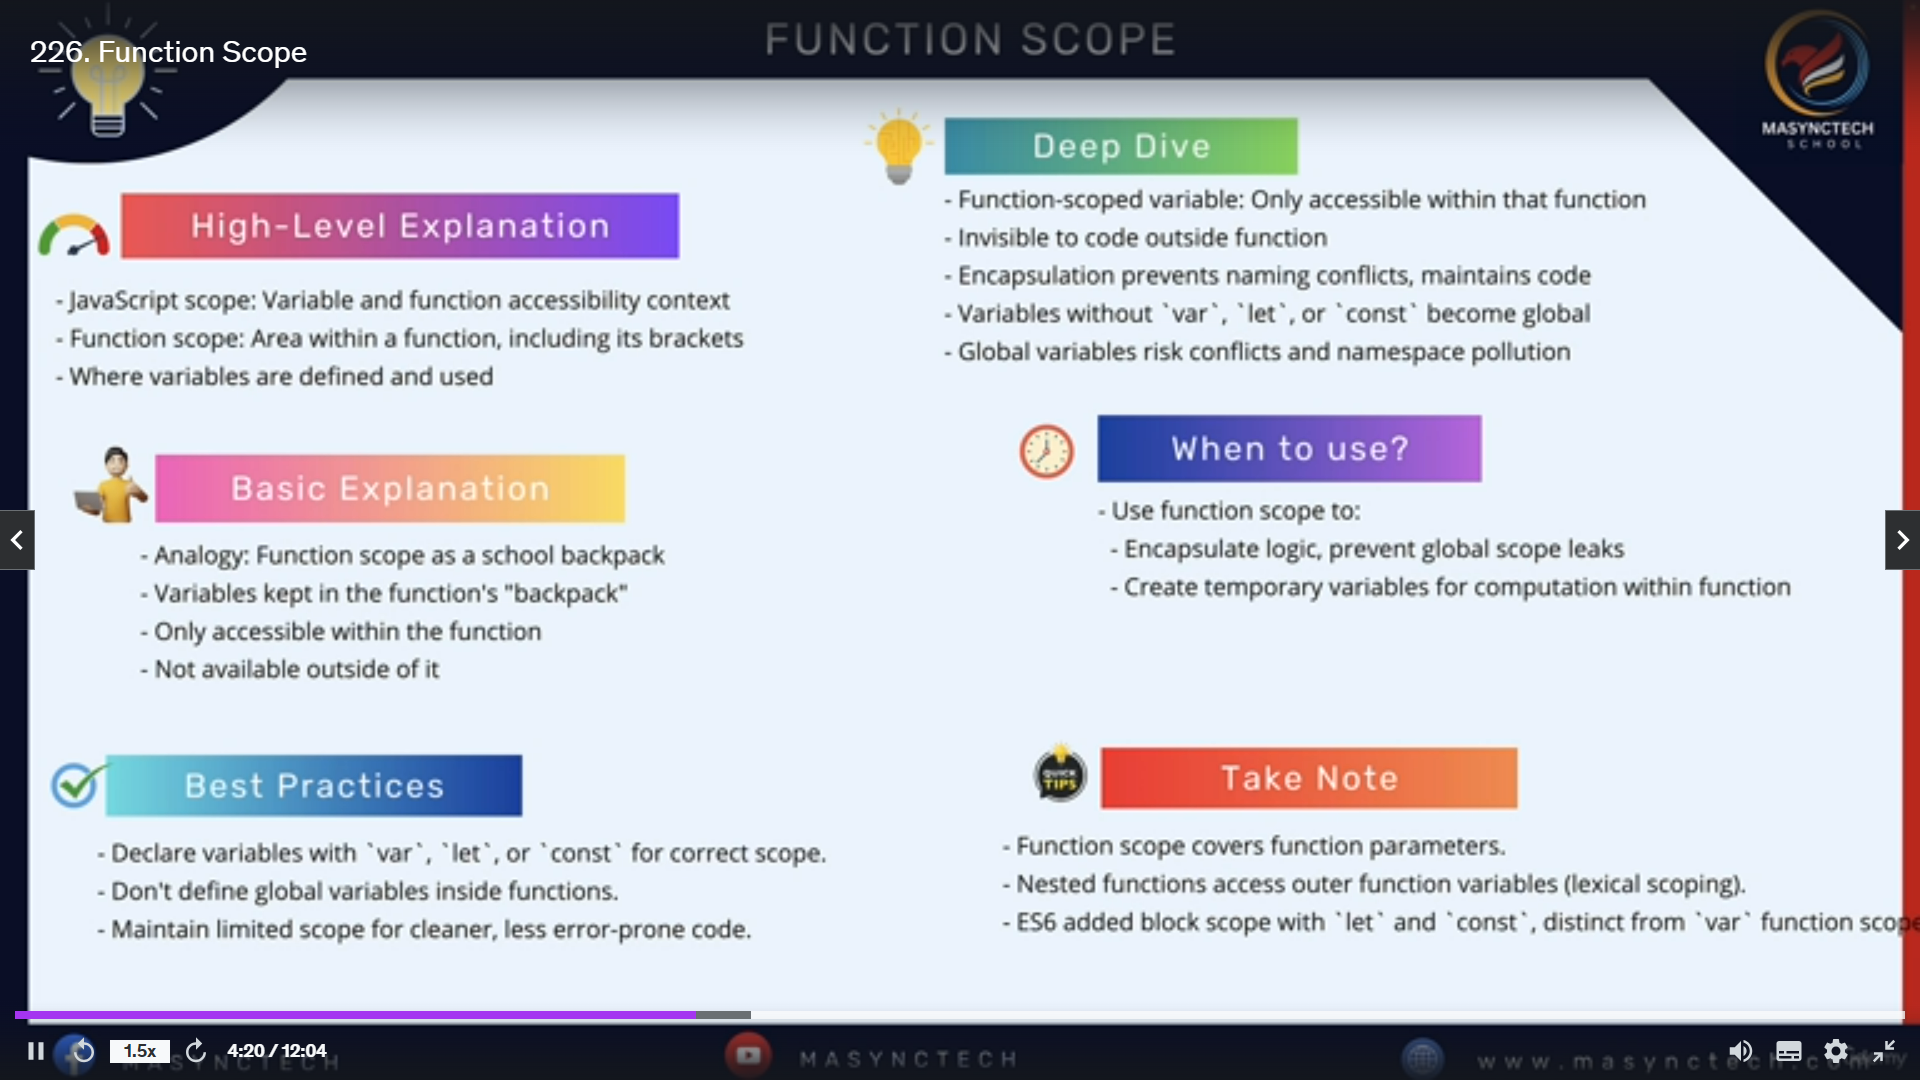 FUNCTION SCOPE
226. Function Scope
MASYNCTECH
SCHOOL
High-Level Explanation
- JavaScript scope: Variable and function accessibility context
- Function scope: Area within a function, including its brackets
- Where variables are defined and used
Basic Explanation
- Analogy: Function scope as a school backpack
- Variables kept in the function's "backpack"
- Only accessible within the function
- Not available outside of it
Best Practices
- Declare variables with `var`, `let`, or `const` for correct scope.
- Don't define global variables inside functions.
- Maintain limited scope for cleaner, less error-prone code.
Deep Dive
- Function-scoped variable: Only accessible within that function
- Invisible to code outside function
- Encapsulation prevents naming conflicts, maintains code
- Variables without `var`, `let`, or `const` become global
- Global variables risk conflicts and namespace pollution
When to use?
- Use function scope to:
- Encapsulate logic, prevent global scope leaks
- Create temporary variables for computation within function
QUICK
TIPS
Take Note
- Function scope covers function parameters.
- Nested functions access outer function variables (lexical scoping).
- ES6 added block scope with `let` and `const`, distinct from `var` function scope
1.5x
4:20 / 12:04
MASYNCTECH
MASYNCTECH
www.masynctech.com